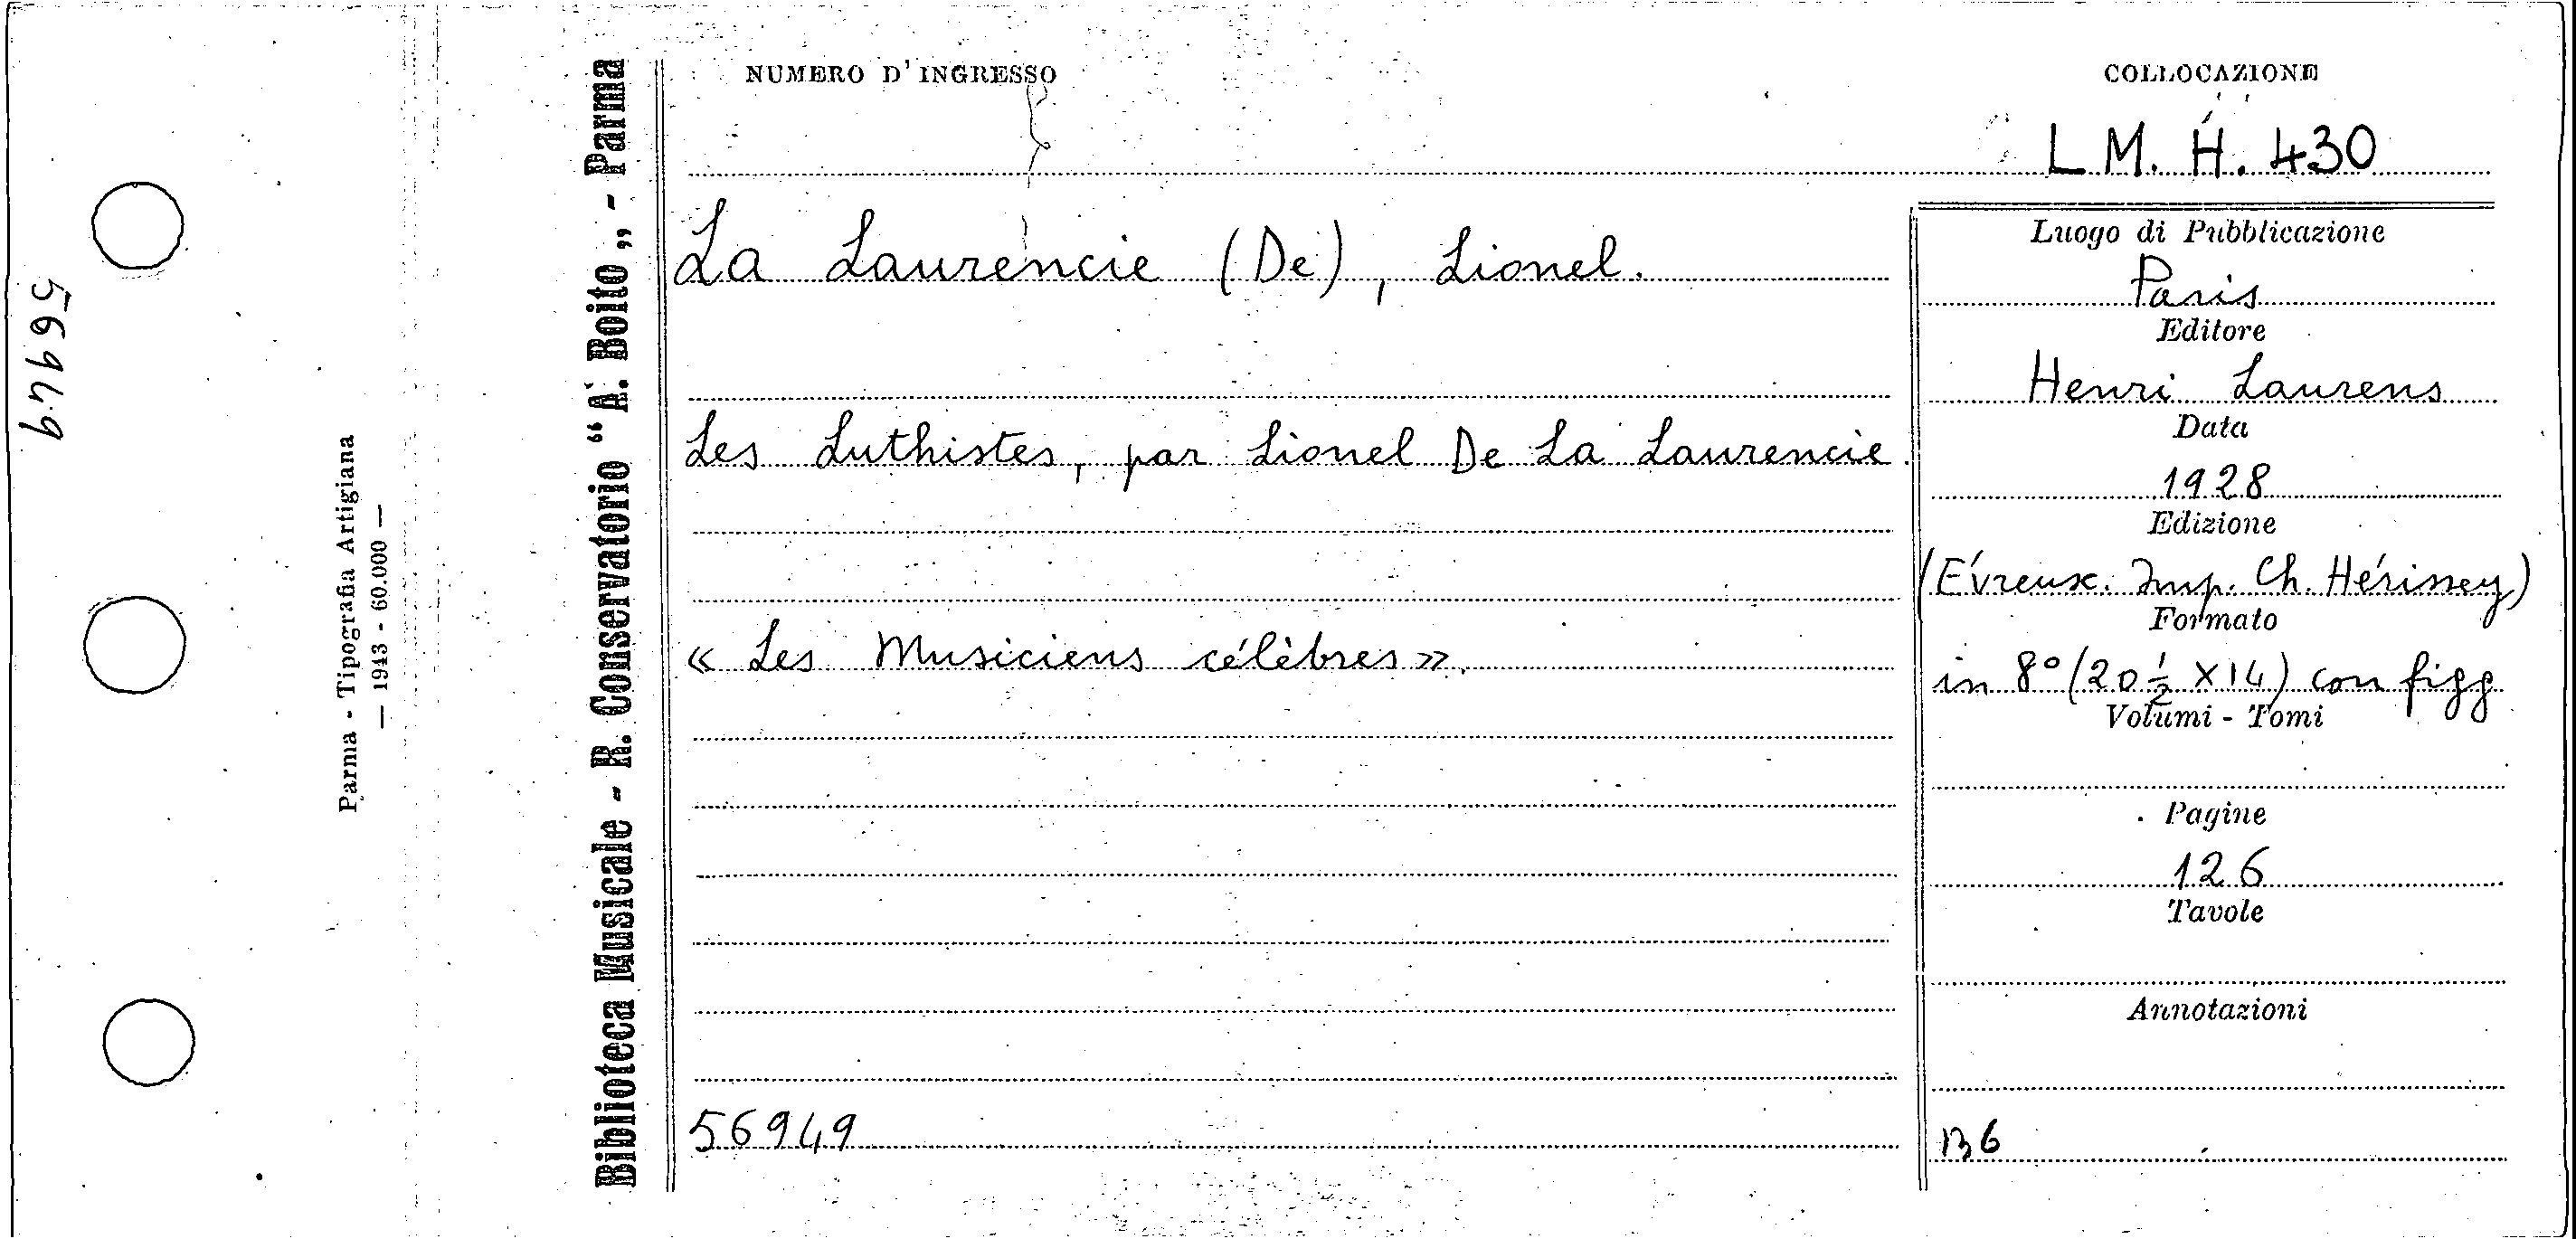 56949
Parma - Tipografia Artigiana
— 1943 - 60.000 —
Biblioteca Musicale - R. Conservatorio “A. Boito„ - Parma
NUMERO D'INGRESSO
COLLOCAZIONE
L M. H. 430
La Laurencie (De), Lionel.
Les Luthistes, par Lionel De La Laurencie.
« Les Musiciens célèbres ».
56949
Luogo di Pubblicazione
Paris
Editore
Henri Laurens
Data
1928
Edizione
(Évreux. Imp. Ch. Hérissey)
Formato
in 8° (20 ½ X 14) con figg
Volumi - Tomi
Pagine
126
Tavole
Annotazioni